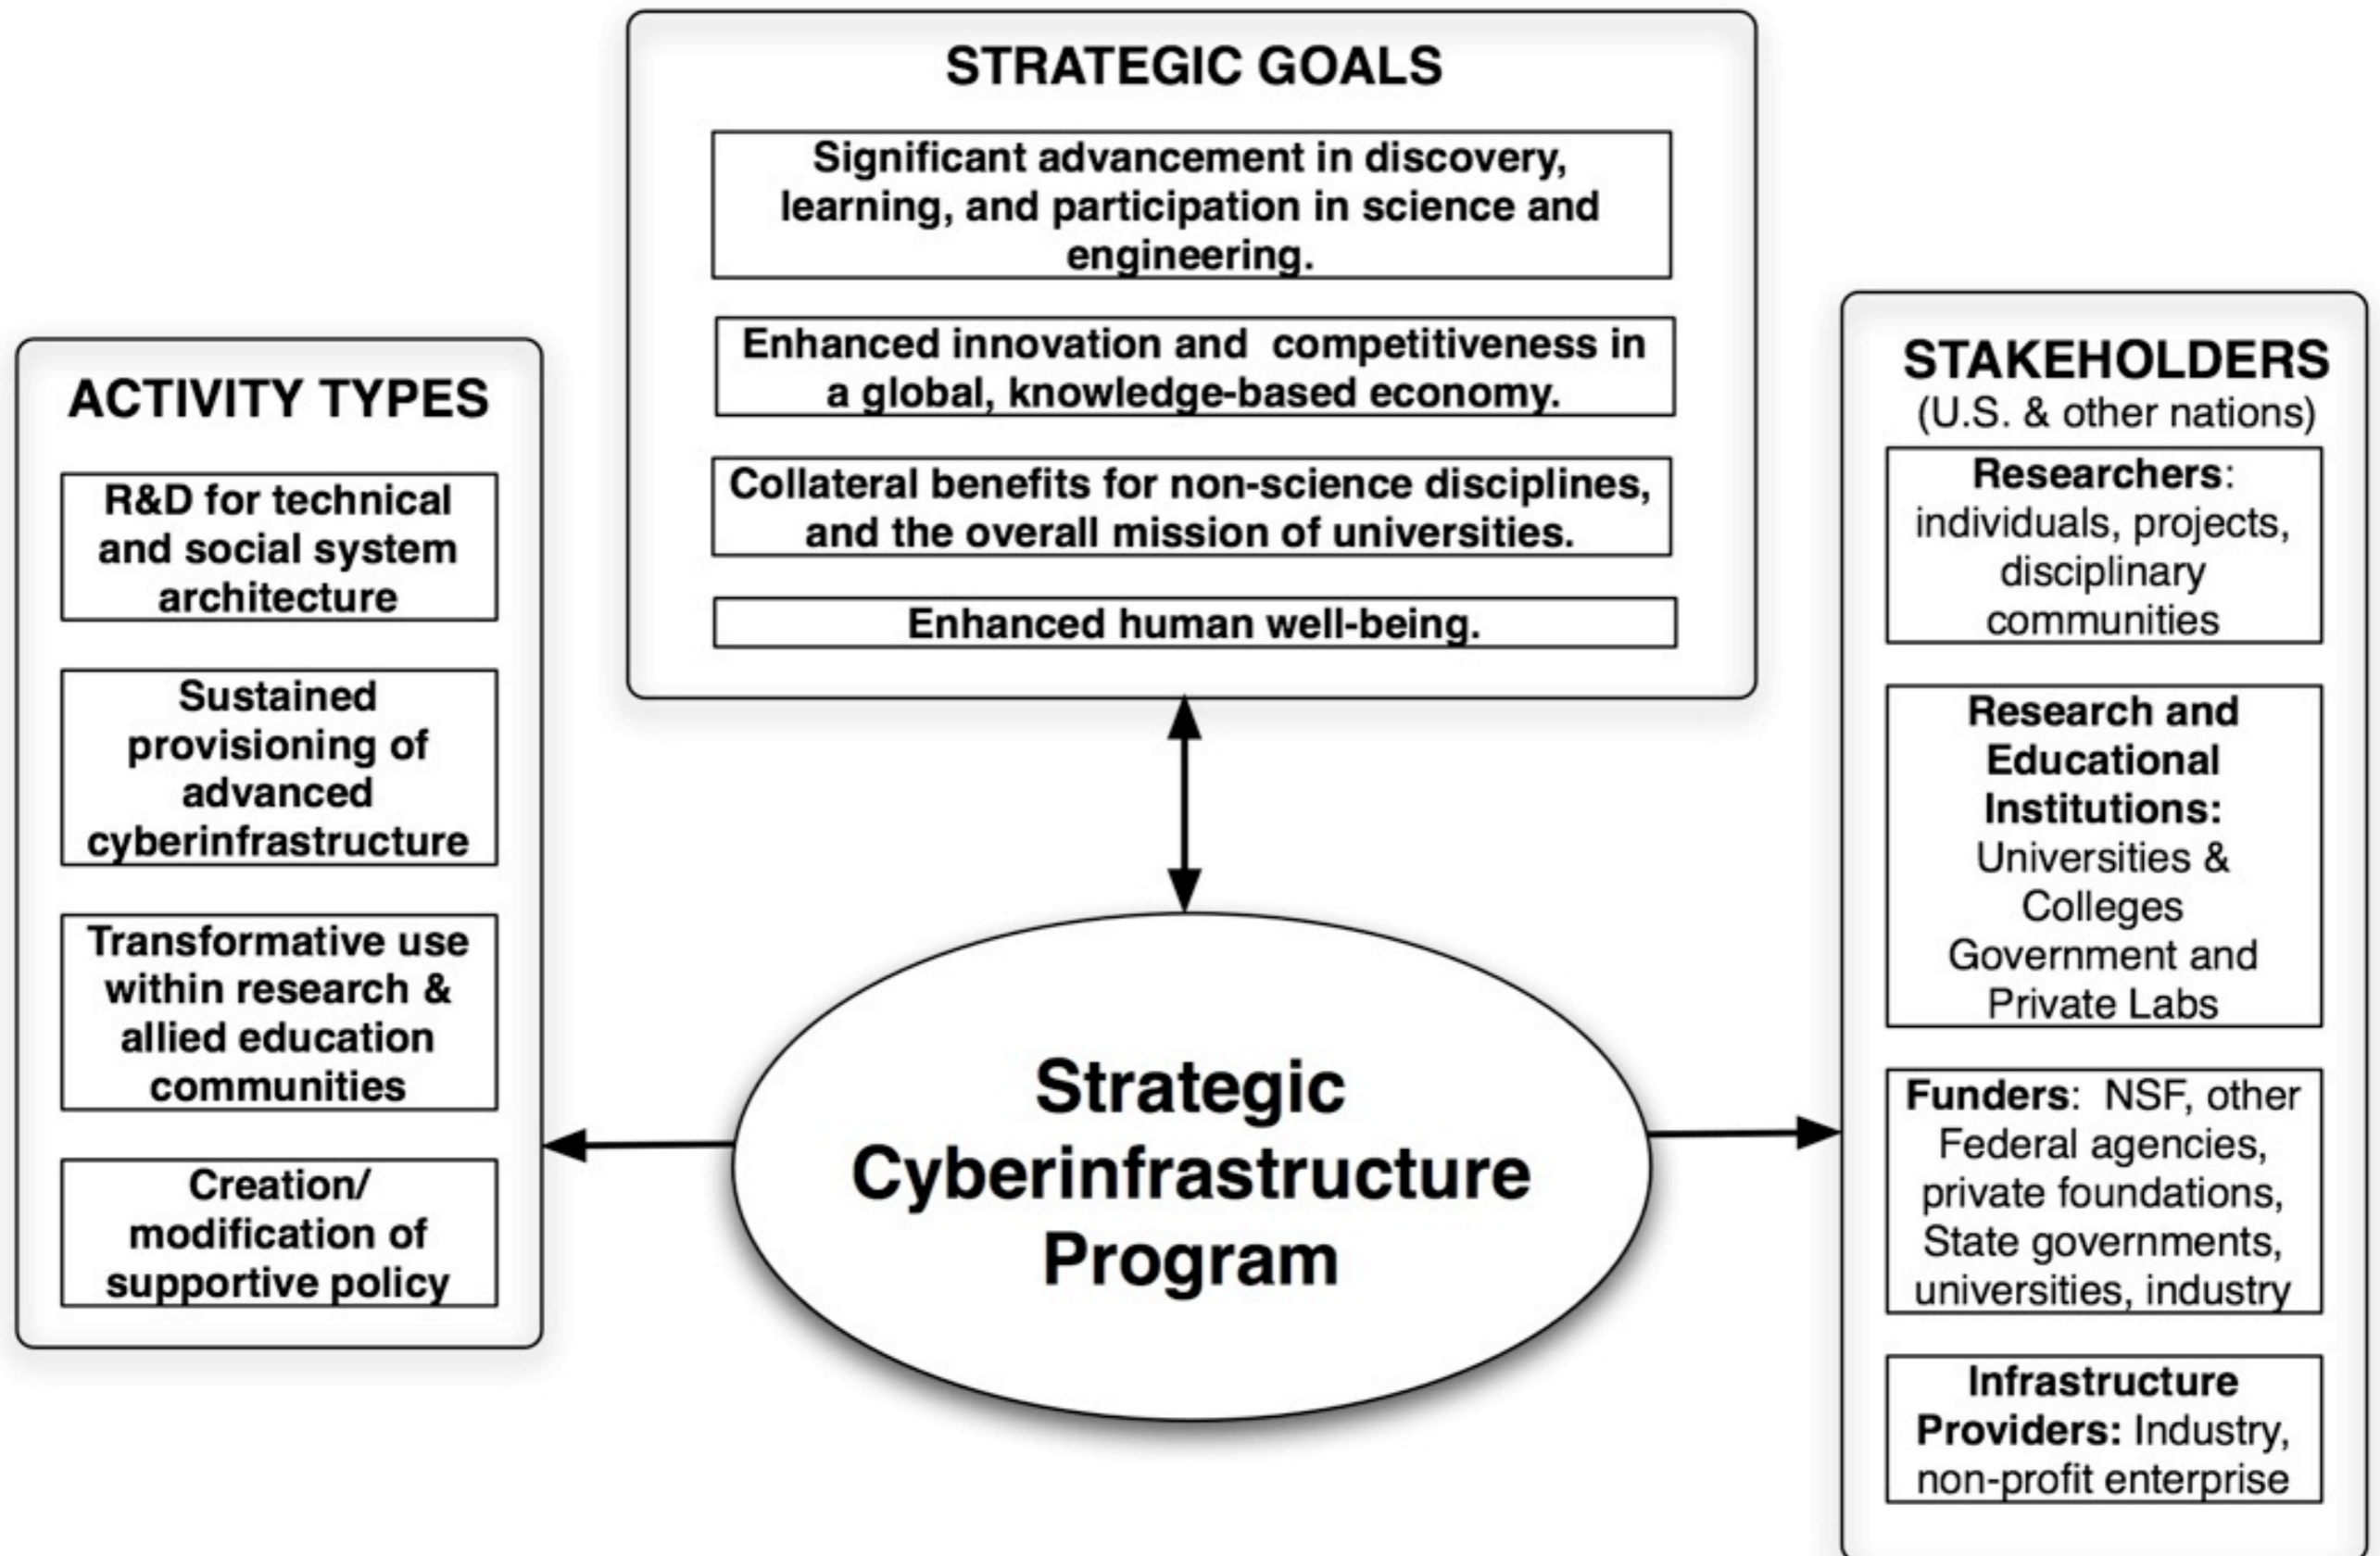 STRATEGIC GOALS
Significant advancement in discovery,
learning, and participation in science and
engineering.
Enhanced innovation and  competitiveness in
a global, knowledge-based economy.
Collateral benefits for non-science disciplines,
and the overall mission of universities.
Enhanced human well-being.
ACTIVITY TYPES
R&D for technical
and social system
architecture
Sustained
provisioning of
advanced
cyberinfrastructure
Transformative use
within research &
allied education
communities
Creation/
modification of
supportive policy
Strategic
Cyberinfrastructure
Program
STAKEHOLDERS
(U.S. & other nations)
Researchers:
individuals, projects,
disciplinary
communities
Research and
Educational
Institutions:
Universities &
Colleges
Government and
Private Labs
Funders:  NSF, other
Federal agencies,
private foundations,
State governments,
universities, industry
Infrastructure
Providers: Industry,
non-profit enterprise